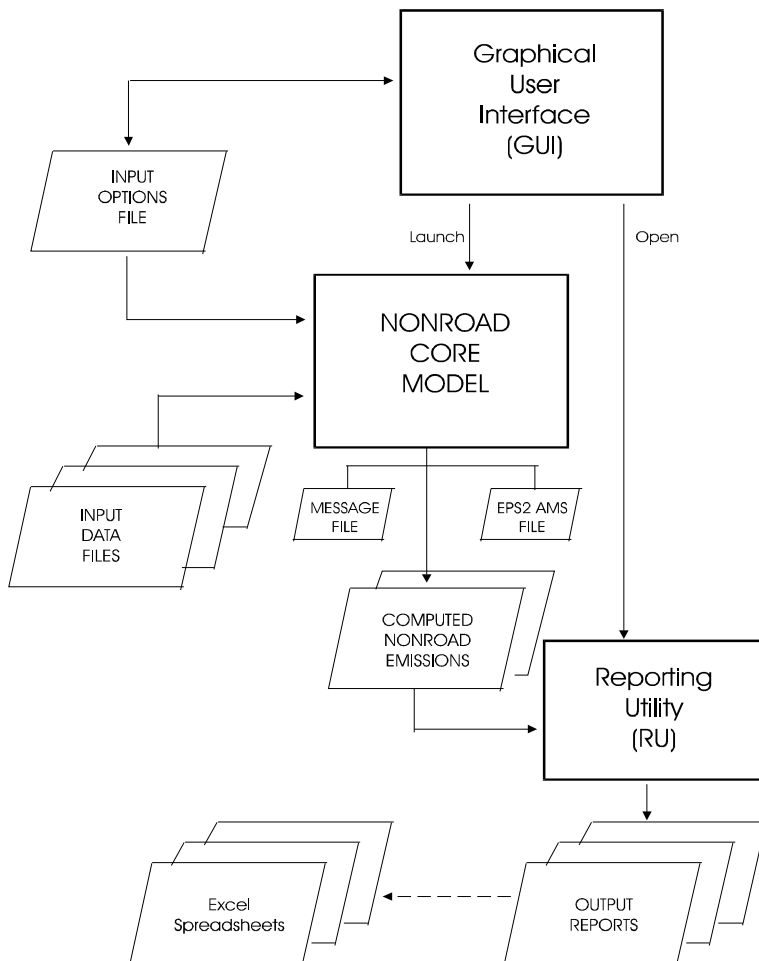 Graphical
User
Interface
(GUI)
INPUT
OPTIONS
FILE
Launch
Open
NONROAD
CORE
MODEL
INPUT
DATA
FILES
MESSAGE
FILE
EPS2 AMS
FILE
COMPUTED
NONROAD
EMISSIONS
Reporting
Utility
(RU)
Excel
Spreadsheets
OUTPUT
REPORTS